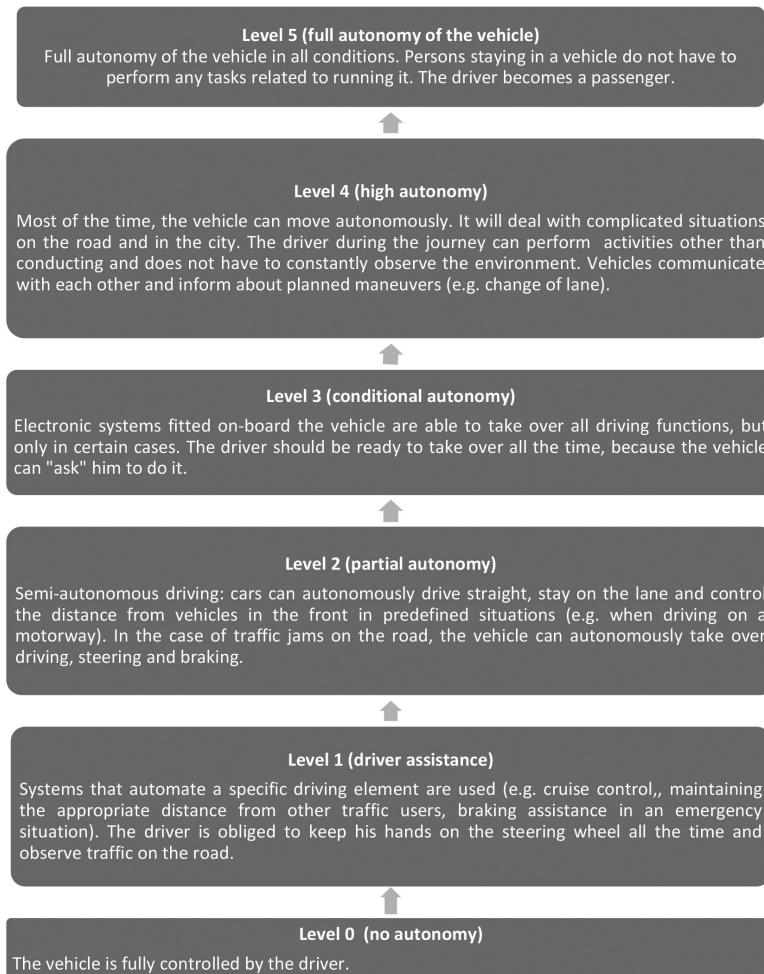 Level 5 (full autonomy of the vehicle)
Full autonomy of the vehicle in all conditions. Persons staying in a vehicle do not have to
perform any tasks related to running it. The driver becomes a passenger.
Level 4 (high autonomy)
Most of the time, the vehicle can move autonomously. It will deal with complicated situations
on the road and in the city. The driver during the journey can perform activities other than
conducting and does not have to constantly observe the environment. Vehicles communicate
with each other and inform about planned maneuvers (e.g. change of lane).
Level 3 (conditional autonomy)
Electronic systems fitted on-board the vehicle are able to take over all driving functions, but
only in certain cases. The driver should be ready to take over all the time, because the vehicle
can "ask" him to do it.
Level 2 (partial autonomy)
Semi-autonomous driving: cars can autonomously drive straight, stay on the lane and control
the distance from vehicles in the front in predefined situations (e.g. when driving on a
motorway). In the case of traffic jams on the road, the vehicle can autonomously take over
driving, steering and braking.
Level 1 (driver assistance)
Systems that automate a specific driving element are used (e.g. cruise control,, maintaining
the appropriate distance from other traffic users, braking assistance in an emergency
situation). The driver is obliged to keep his hands on the steering wheel all the time and
observe traffic on the road.
Level 0 (no autonomy)
The vehicle is fully controlled by the driver.